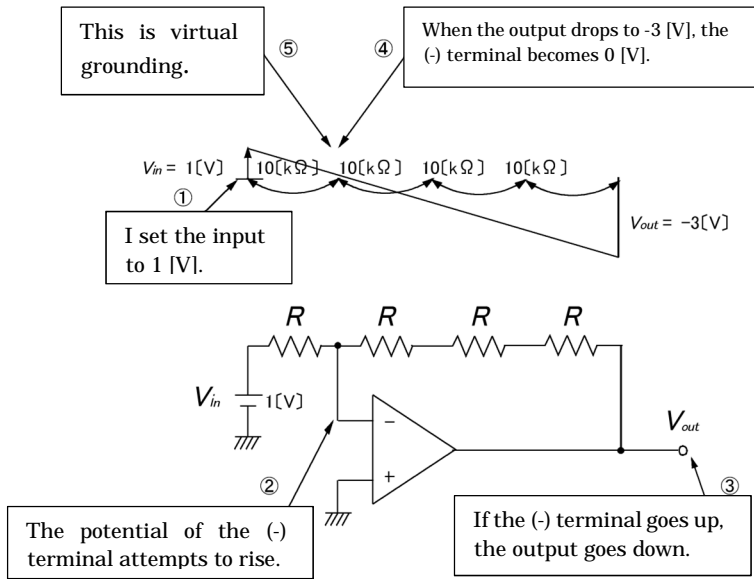 This is virtual
grounding.
⑤
④
When the output drops to -3 [V], the
(-) terminal becomes 0 [V].
Vin = 1[V]
10[kΩ]
10[kΩ]
10[kΩ]
10[kΩ]
①
I set the input
to 1 [V].
Vout = -3[V]
R
R
R
R
Vin
1[V]
−
+
Vout
②
③
The potential of the (-)
terminal attempts to rise.
If the (-) terminal goes up,
the output goes down.